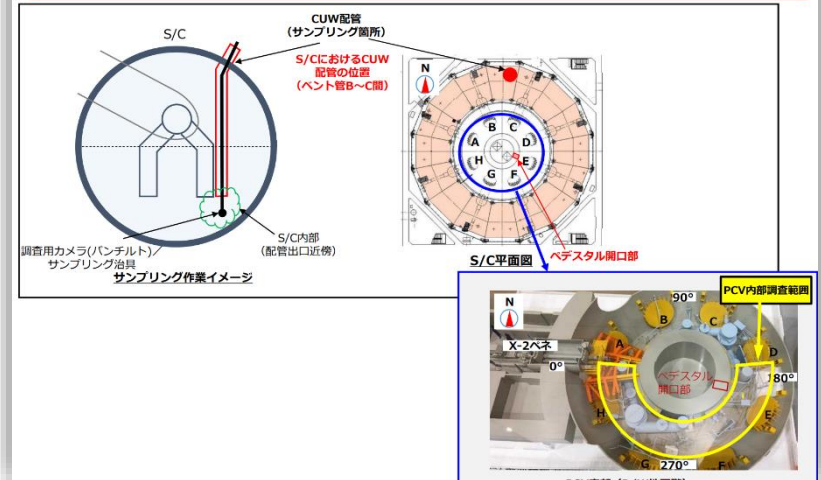 S/C
CUW配管
(サンプリング箇所)
S/CにおけるCUW
配管の位置
(ベント管B~C間)
調査用カメラ(パンチルト)/
サンプリング治具
サンプリング作業イメージ
S/C内部
(配管出口近傍)
N
B
C
A
D
H
E
G
F
S/C平面図
ペデスタル開口部
PCV内部調査範囲
N
90°
B
C
X-2ペネ
A
D
0°
ペデスタル
開口部
180°
H
E
G
270°
F